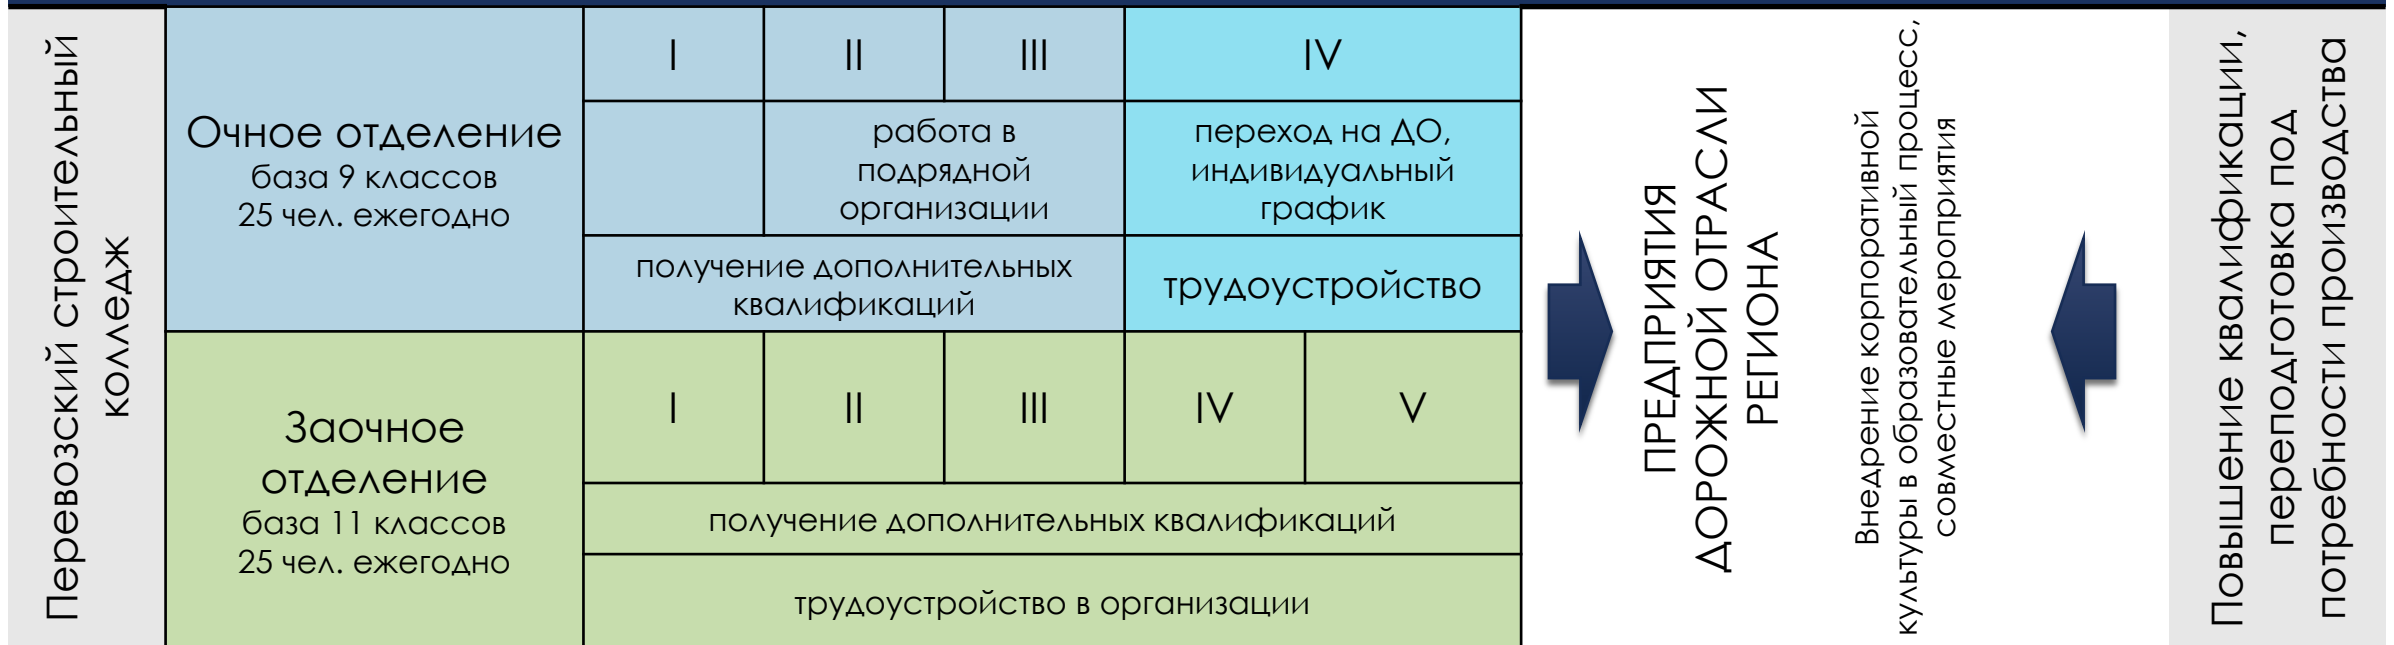 Перевозский строительный
колледж
Очное отделение
база 9 классов
25 чел. ежегодно
I
II
III
IV
работа в
подрядной
организации
переход на ДО,
индивидуальный
график
получение дополнительных
квалификаций
трудоустройство
Заочное
отделение
база 11 классов
25 чел. ежегодно
I
II
III
IV
V
получение дополнительных квалификаций
трудоустройство в организации
ПРЕДПРИЯТИЯ
ДОРОЖНОЙ ОТРАСЛИ
РЕГИОНА
Внедрение корпоративной
культуры в образовательный процесс,
совместные мероприятия
Повышение квалификации,
переподготовка под
потребности производства